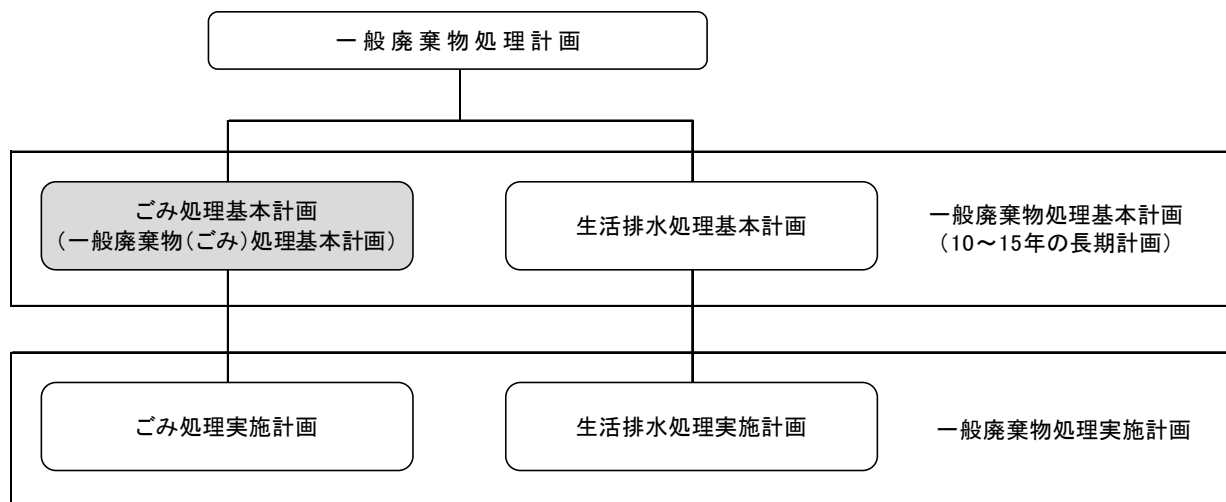 一般廃棄物処理計画
ごみ処理基本計画
（一般廃棄物（ごみ）処理基本計画）
生活排水処理基本計画
一般廃棄物処理基本計画
（10～15年の長期計画）
ごみ処理実施計画
生活排水処理実施計画
一般廃棄物処理実施計画